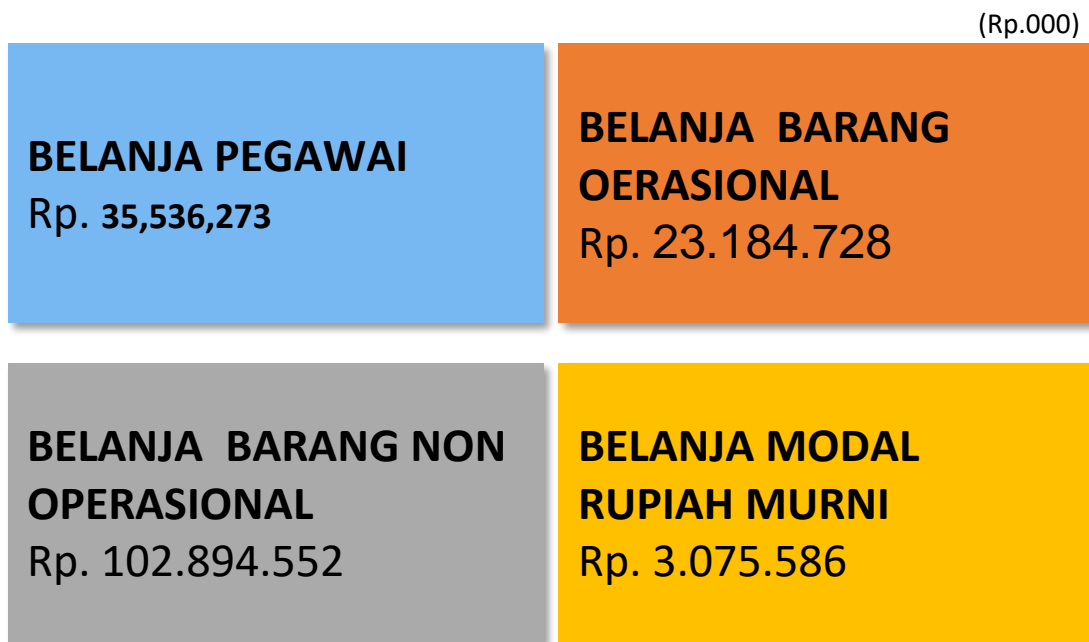 (Rp.000)
BELANJA PEGAWAI
Rp. 35,536,273
BELANJA  BARANG
OERASIONAL
Rp. 23.184.728
BELANJA  BARANG NON
OPERASIONAL
Rp. 102.894.552
BELANJA MODAL
RUPIAH MURNI
Rp. 3.075.586